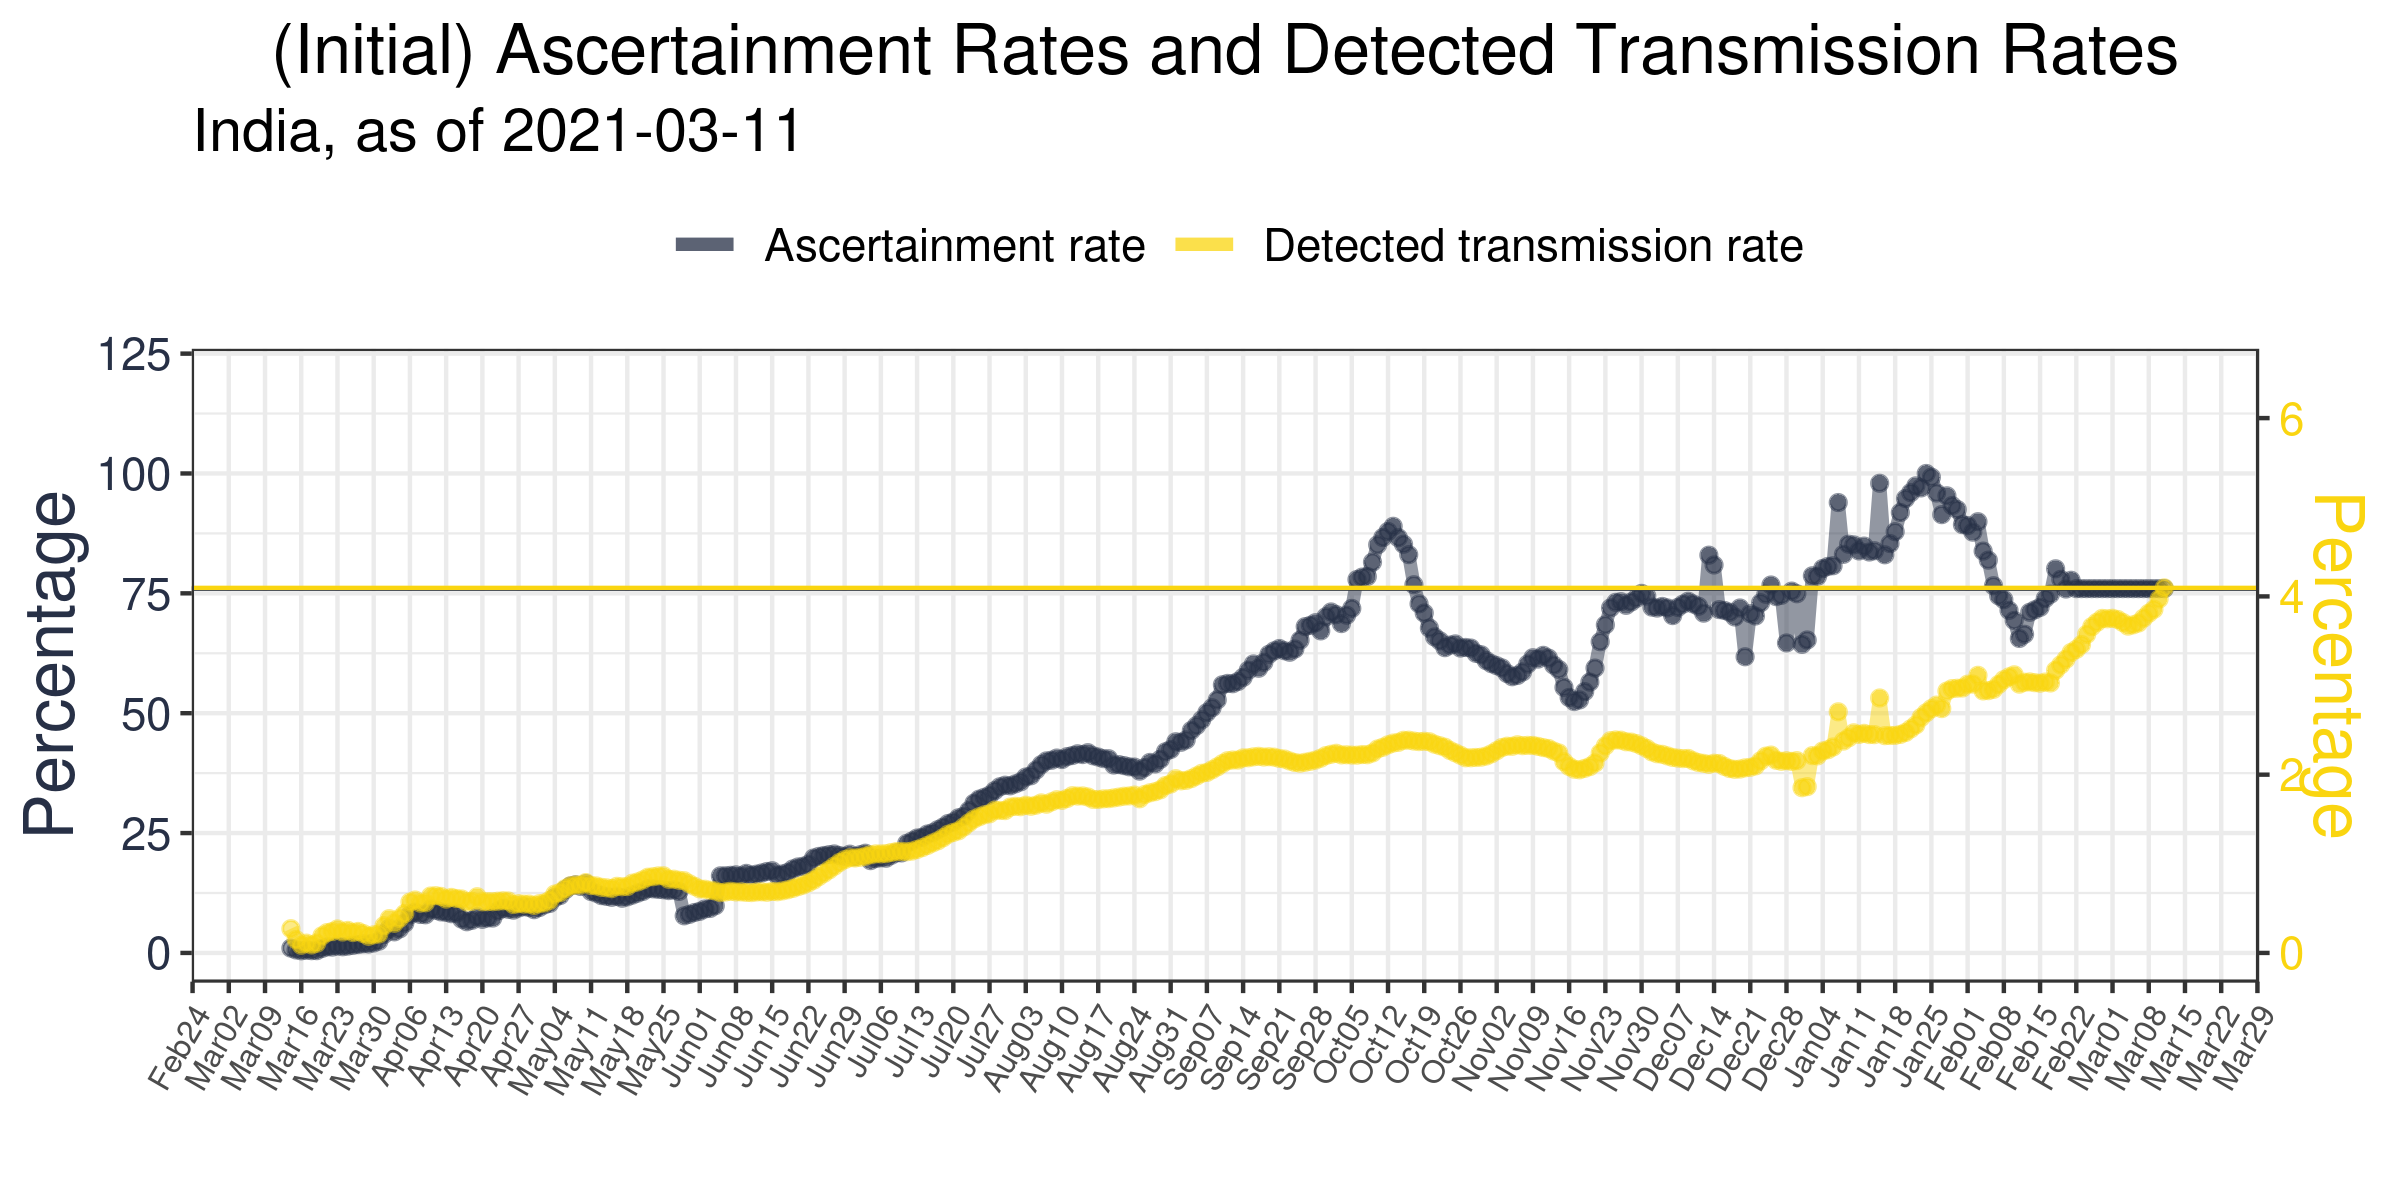 (Initial) Ascertainment Rates and Detected Transmission Rates
India, as of 2021-03-11
Ascertainment rate Detected transmission rate
125
100
75
50
25
0
Percentage
6
4
2
0
Percentage
Feb24 Mar02 Mar09 Mar16 Mar23 Mar30 Apr06 Apr13 Apr20 Apr27 May04 May11 May18 May25 Jun01 Jun08 Jun15 Jun22 Jun29 Jul06 Jul13 Jul20 Jul27 Aug03 Aug10 Aug17 Aug24 Aug31 Sep07 Sep14 Sep21 Sep28 Oct05 Oct12 Oct19 Oct26 Nov02 Nov09 Nov16 Nov23 Nov30 Dec07 Dec14 Dec21 Dec28 Jan04 Jan11 Jan18 Jan25 Feb01 Feb08 Feb15 Feb22 Mar01 Mar08 Mar15 Mar22 Mar29